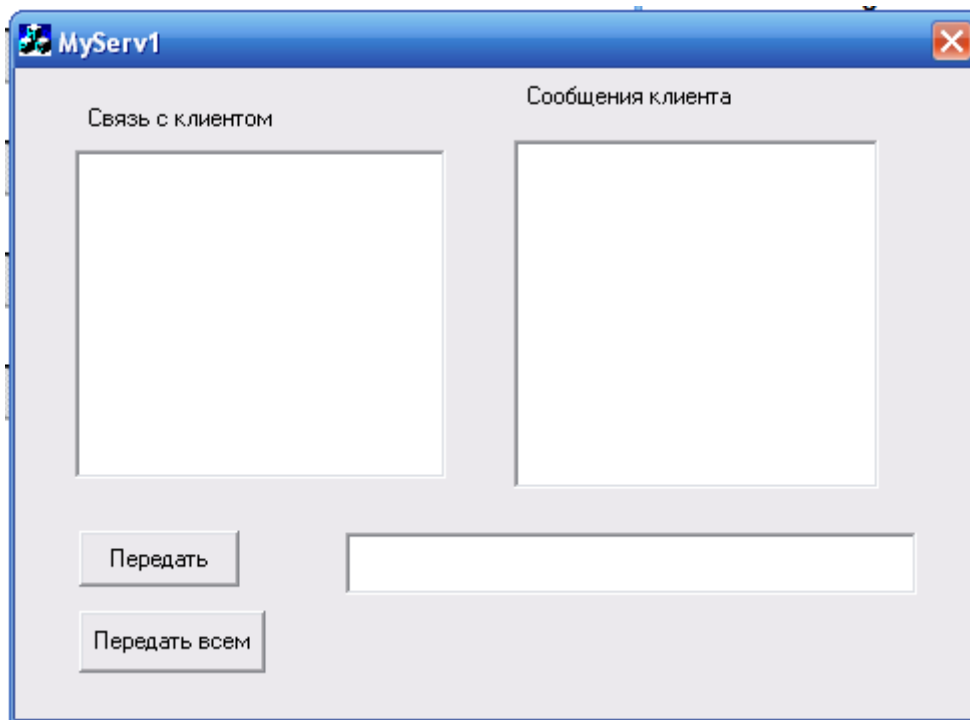 MyServ1
Связь с клиентом
Сообщения клиента
Передать
Передать всем